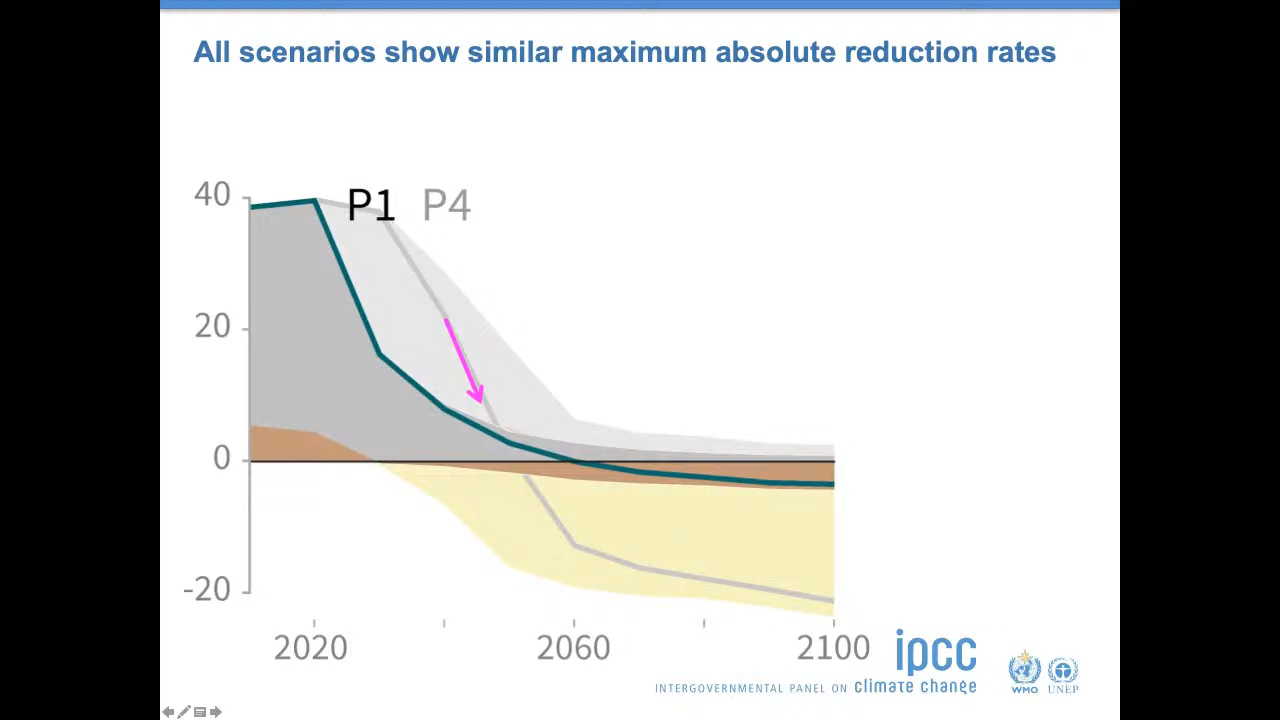 All scenarios show similar maximum absolute reduction rates
40
P1 P4
20
0
-20
2020 2060 2100
ipcc
INTERGOVERNMENTAL PANEL ON climate change
WMO UNEP